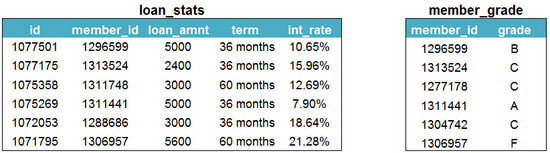 loan_stats member_grade
id member_id loan_amnt term int_rate member_id grade
1077501 1296599 5000 36 months 10.65% 1296599 B
1077175 1313524 2400 36 months 15.96% 1313524 C
1075358 1311748 3000 60 months 12.69% 1277178 C
1075269 1311441 5000 36 months 7.90% 1311441 A
1072053 1288686 3000 36 months 18.64% 1304742 C
1071795 1306957 5600 60 months 21.28% 1306957 F